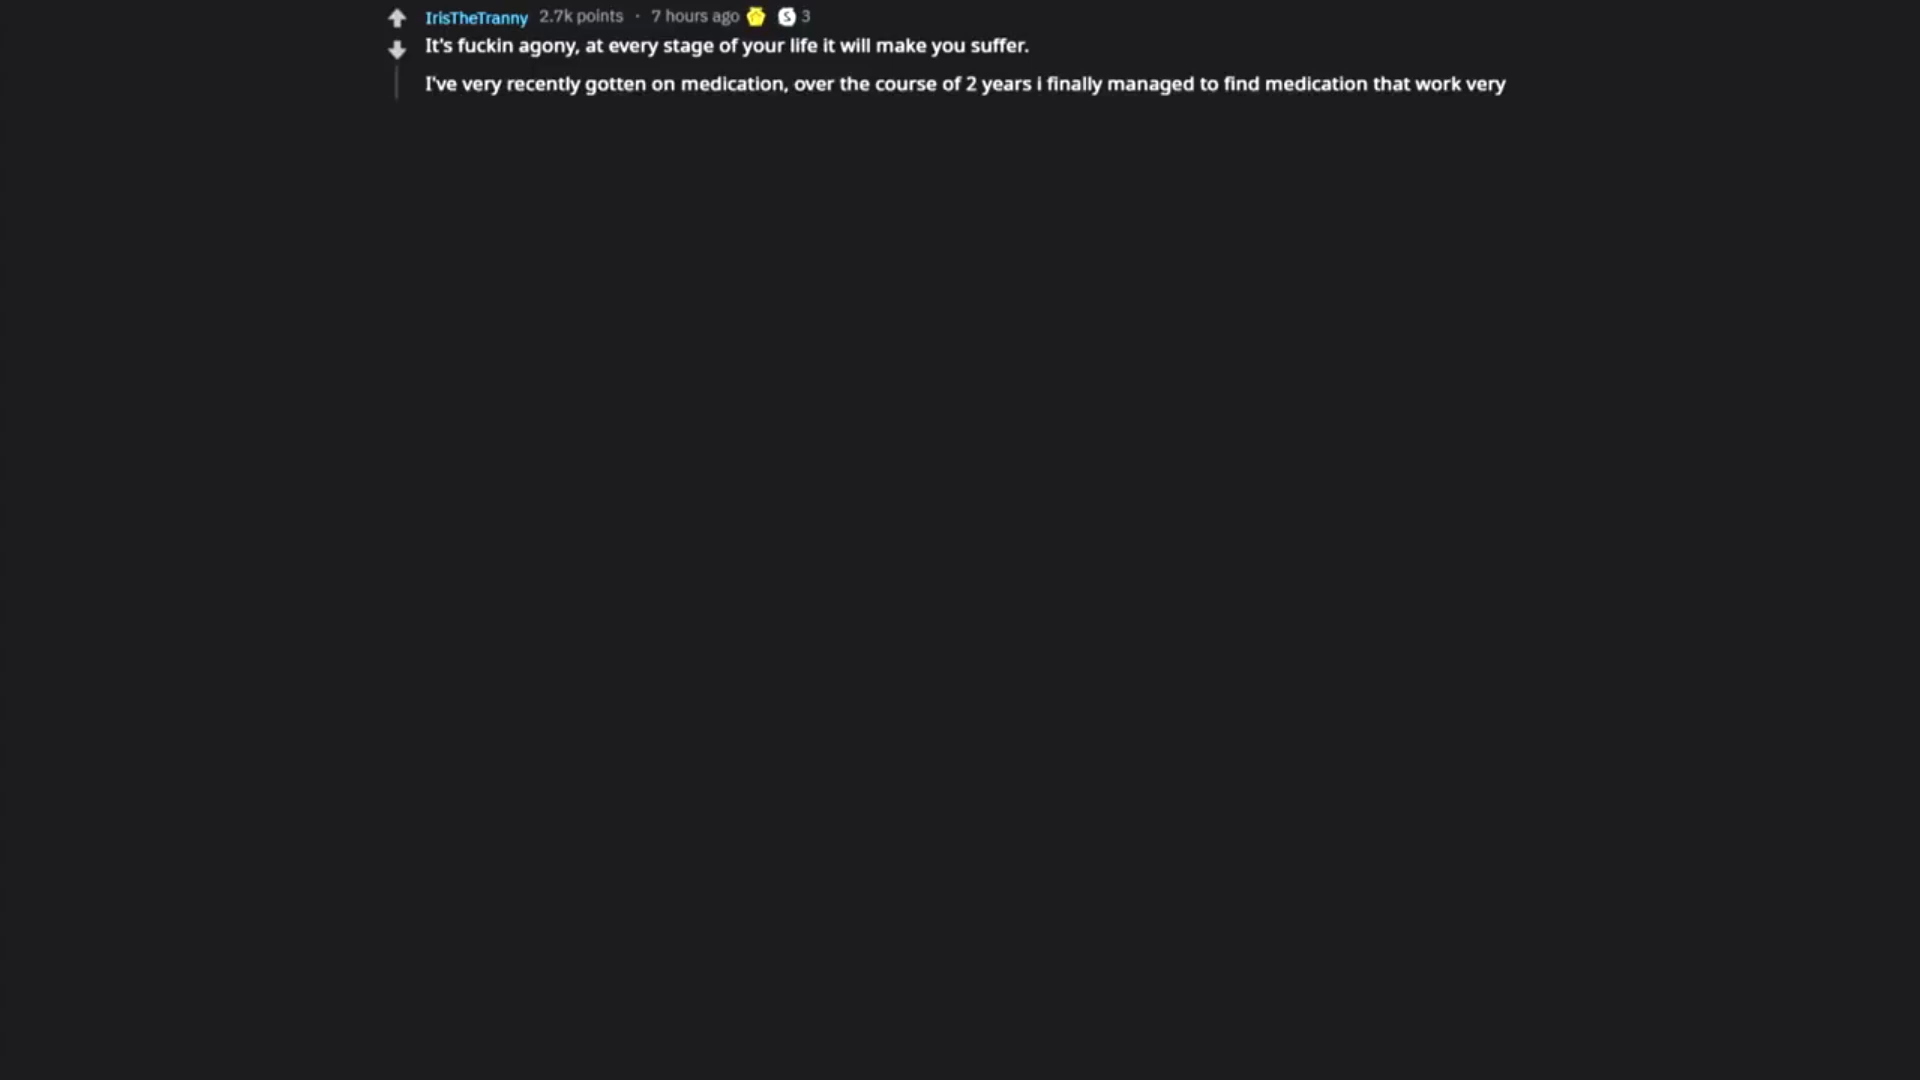 IrisTheTranny 2.7k points · 7 hours ago S 3
It's fuckin agony, at every stage of your life it will make you suffer.
I've very recently gotten on medication, over the course of 2 years i finally managed to find medication that work very